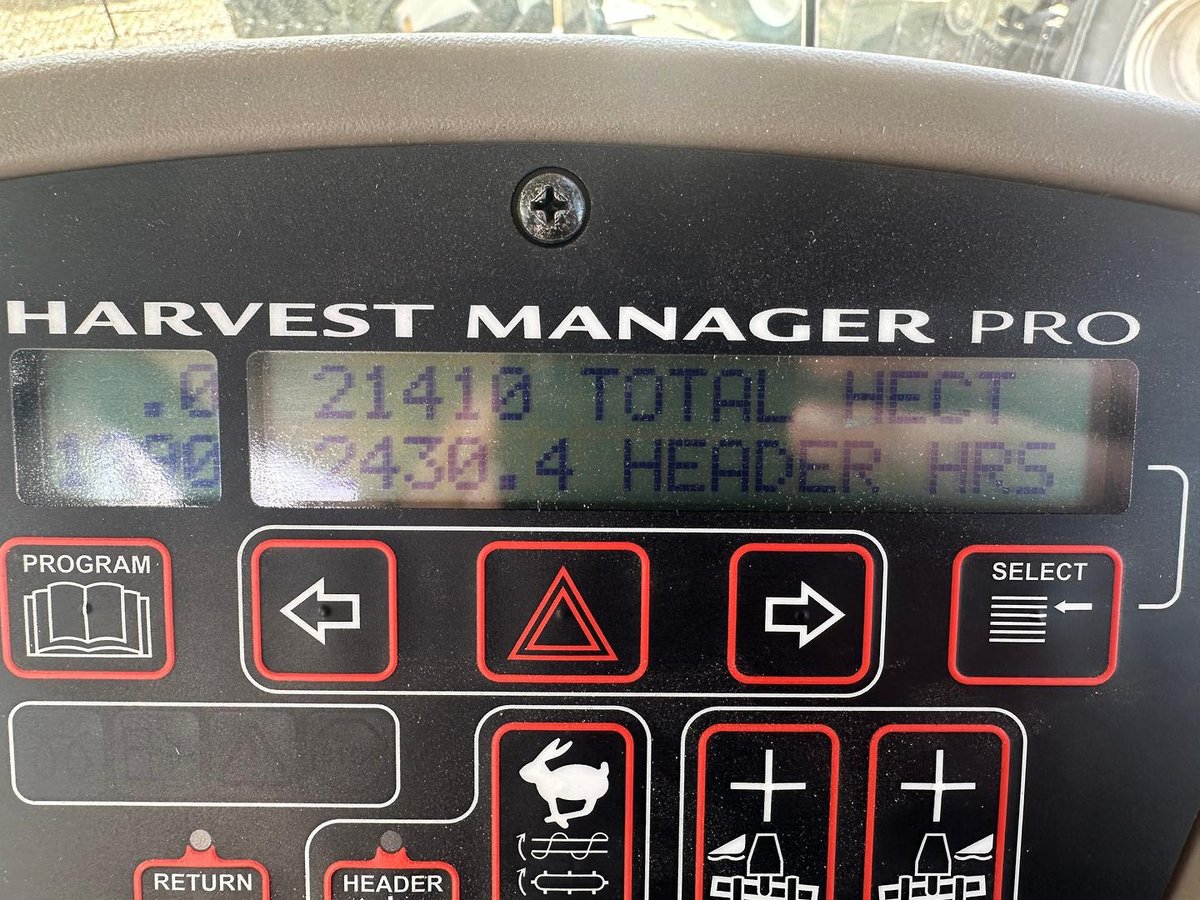 HARVEST MANAGER PRO
.0 21410 TOTAL HECT
2430.4 HEADER HRS
PROGRAM
SELECT
RETURN
HEADER